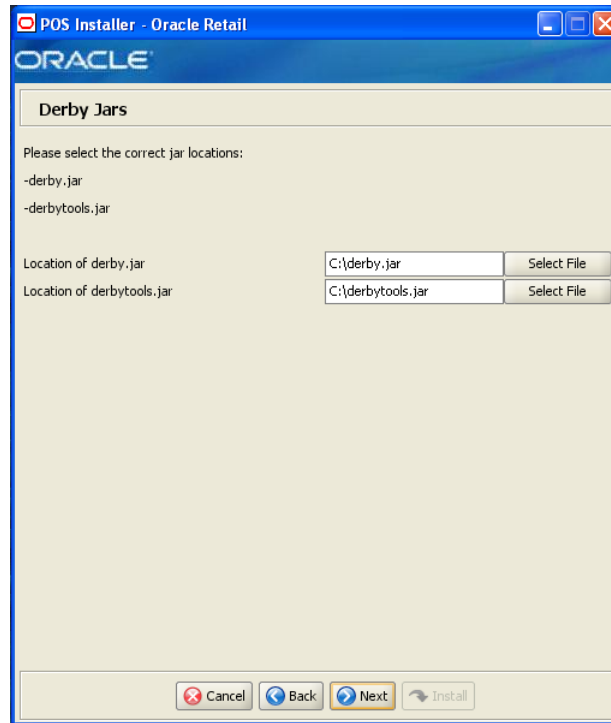 POS Installer - Oracle Retail
ORACLE
Derby Jars
Please select the correct jar locations:
-derby.jar
-derbytools.jar
Location of derby.jar C:\derby.jar Select File
Location of derbytools.jar C:\derbytools.jar Select File
Cancel Back Next Install